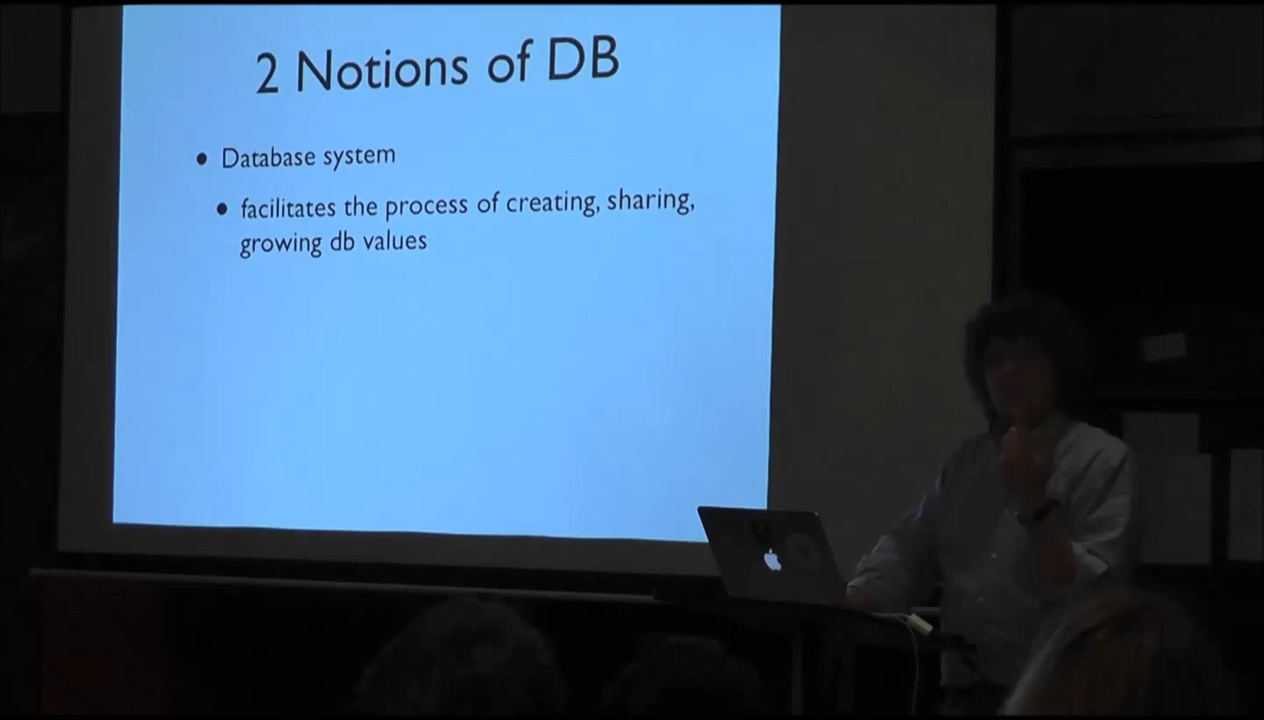 2 Notions of DB
• Database system
• facilitates the process of creating, sharing,
growing db values